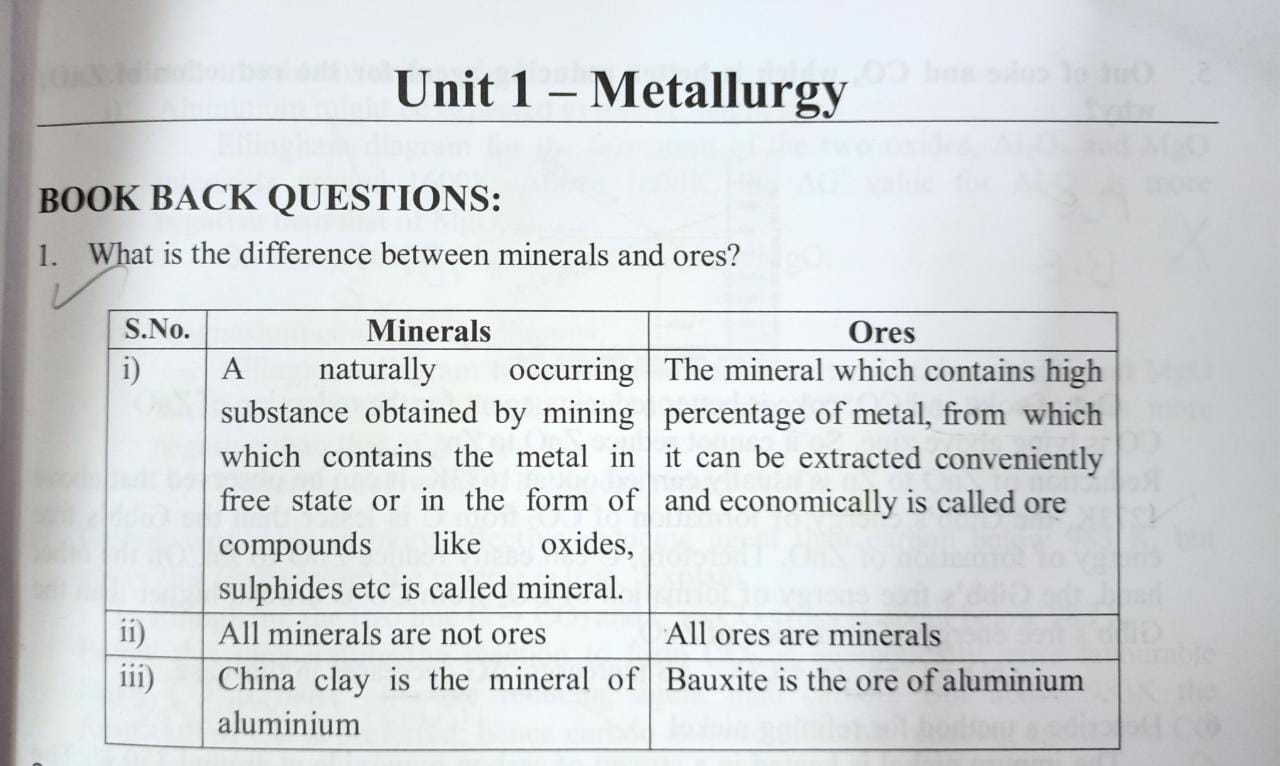 Unit 1 – Metallurgy
BOOK BACK QUESTIONS:
1. What is the difference between minerals and ores?
S.No. Minerals Ores
i) A naturally occurring The mineral which contains high
substance obtained by mining percentage of metal, from which
which contains the metal in it can be extracted conveniently
free state or in the form of and economically is called ore
compounds like oxides,
sulphides etc is called mineral.
ii) All minerals are not ores All ores are minerals
iii) China clay is the mineral of Bauxite is the ore of aluminium
aluminium